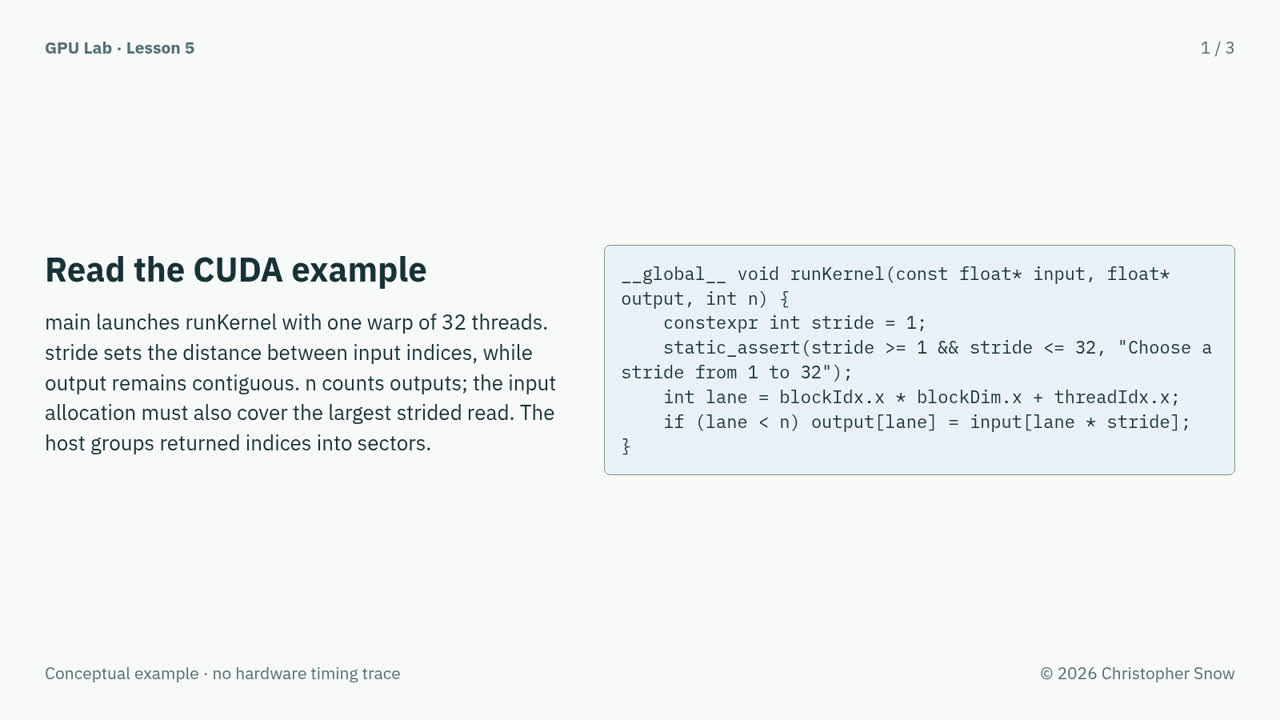 GPU Lab · Lesson 5
1 / 3
Read the CUDA example
main launches runKernel with one warp of 32 threads.
stride sets the distance between input indices, while
output remains contiguous. n counts outputs; the input
allocation must also cover the largest strided read. The
host groups returned indices into sectors.
__global__ void runKernel(const float* input, float*
output, int n) {
    constexpr int stride = 1;
    static_assert(stride >= 1 && stride <= 32, "Choose a
stride from 1 to 32");
    int lane = blockIdx.x * blockDim.x + threadIdx.x;
    if (lane < n) output[lane] = input[lane * stride];
}
Conceptual example · no hardware timing trace
© 2026 Christopher Snow